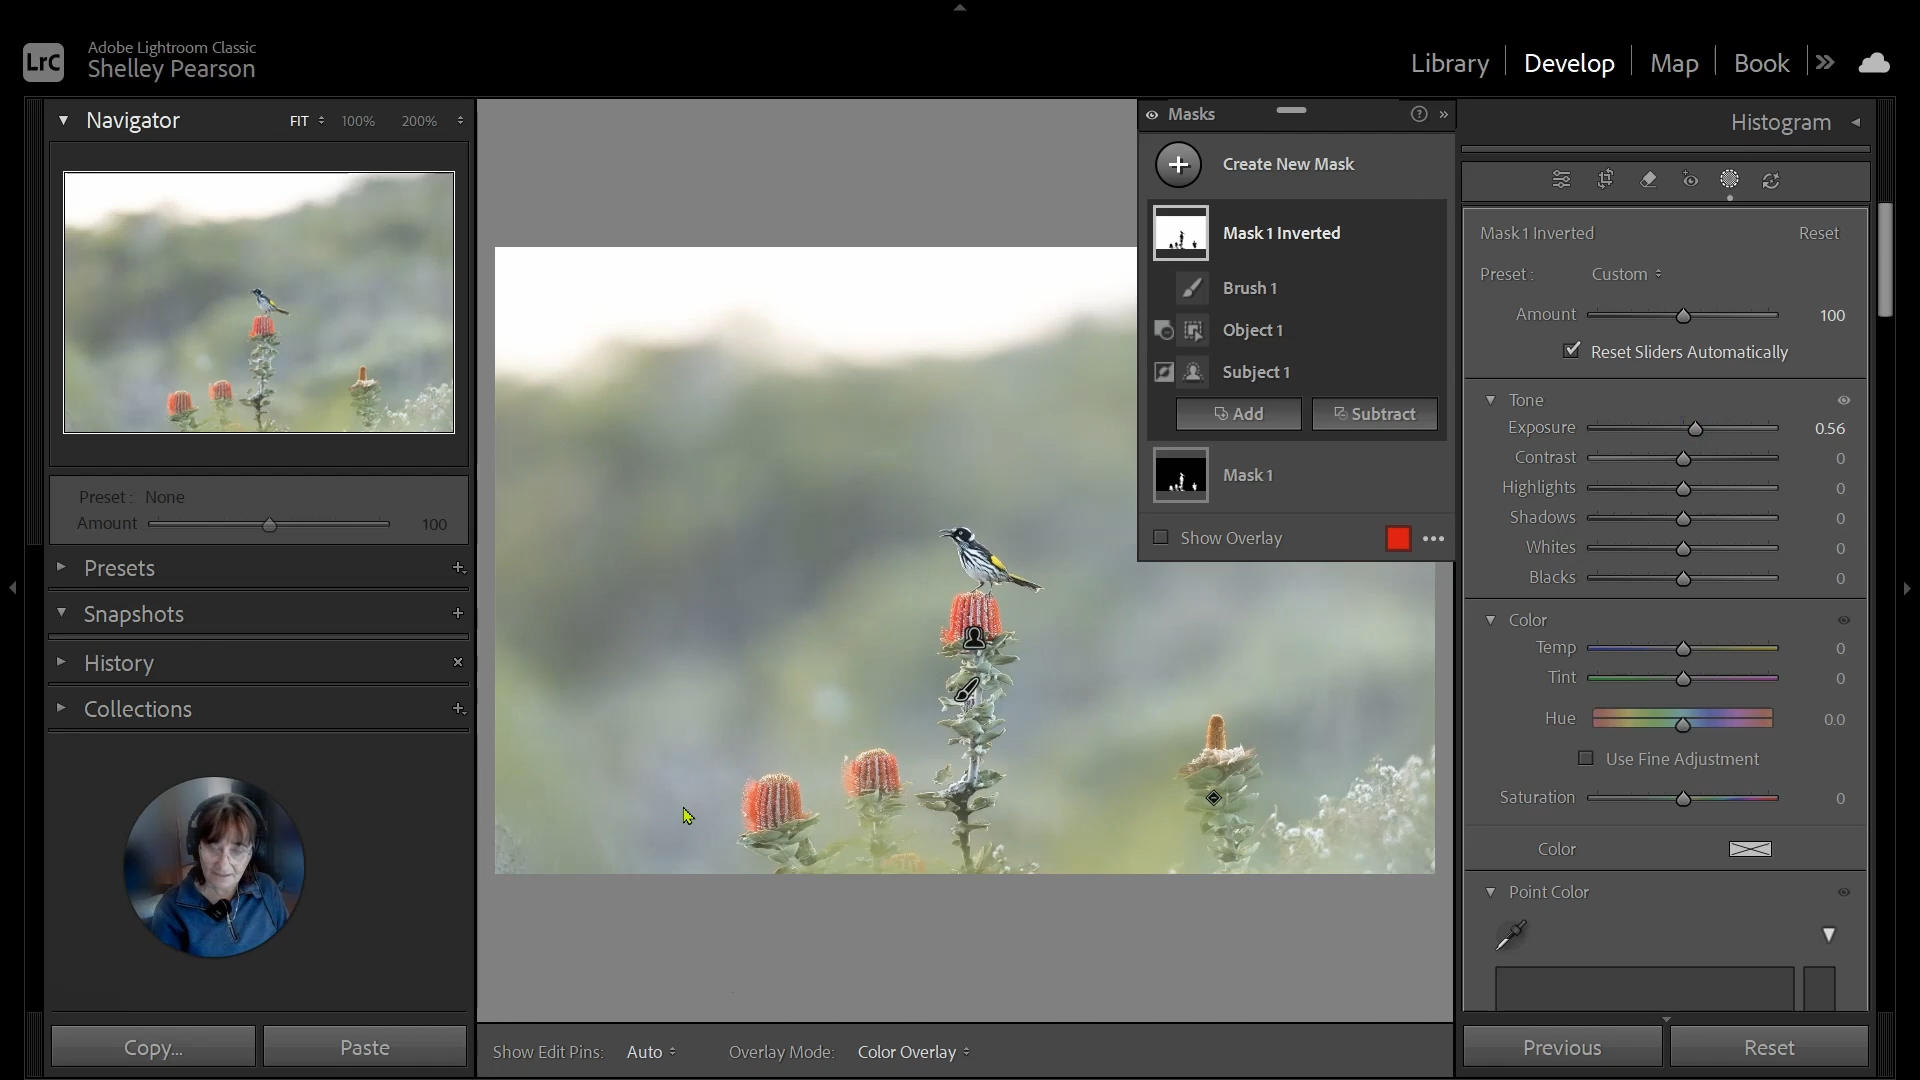 LrC
Adobe Lightroom Classic
Shelley Pearson
Library
Develop
Map
Book
Navigator
FIT
100%
200%
Preset: None
Amount
100
Presets
Snapshots
History
Collections
Copy...
Paste
Masks
Create New Mask
Mask 1 Inverted
Brush 1
Object 1
Subject 1
Add
Subtract
Mask 1
Show Overlay
Show Edit Pins: Auto
Overlay Mode: Color Overlay
Histogram
Mask 1 Inverted
Reset
Preset: Custom
Amount
100
Reset Sliders Automatically
Tone
Exposure
0.56
Contrast
0
Highlights
0
Shadows
0
Whites
0
Blacks
0
Color
Temp
0
Tint
0
Hue
0.0
Use Fine Adjustment
Saturation
0
Color
Point Color
Previous
Reset